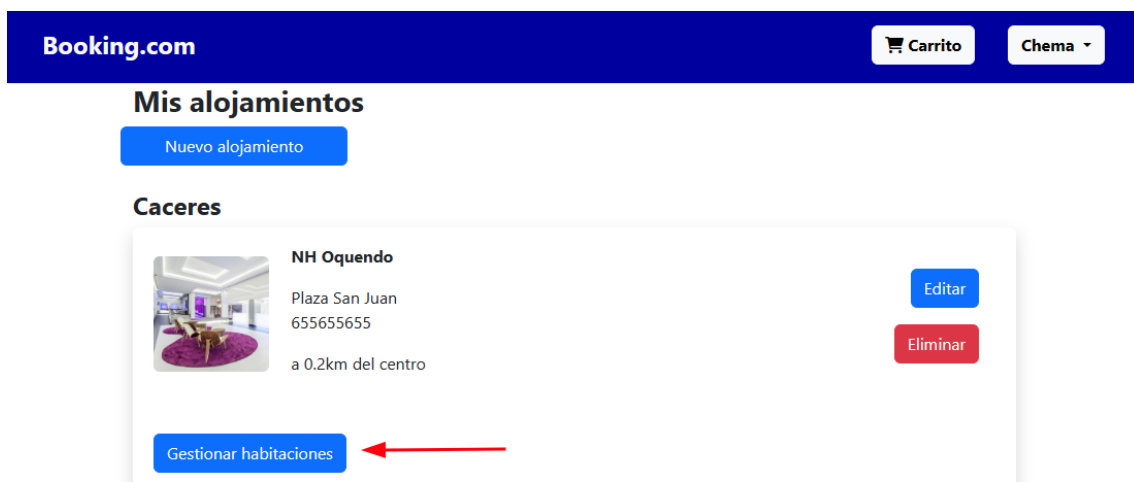 Booking.com
Carrito
Chema
Mis alojamientos
Nuevo alojamiento
Caceres
NH Oquendo
Plaza San Juan
655655655
a 0.2km del centro
Editar
Eliminar
Gestionar habitaciones